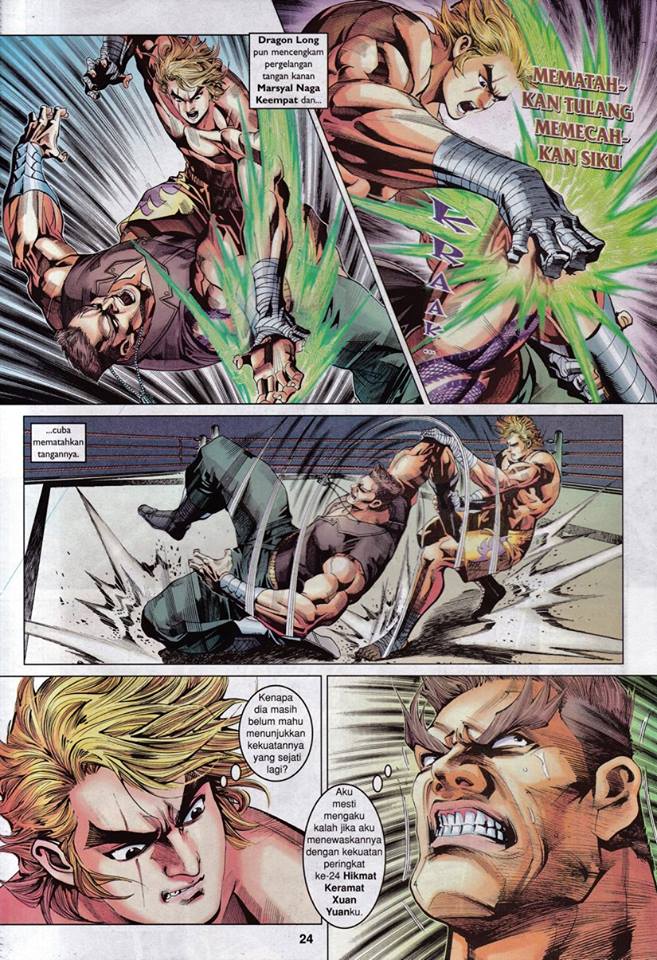 Dragon Long
pun mencengkam
pergelangan
tangan kanan
Marsyal Naga
Keempat dan...
MEMATAH-
KAN TULANG
MEMECAH-
KAN SIKU
KRAAK...
...cuba
mematahkan
tangannya.
Kenapa
dia masih
belum mahu
menunjukkan
kekuatannya
yang sejati
lagi?
Aku
mesti
mengaku
kalah jika aku
menewaskannya
dengan kekuatan
peringkat
ke-24 Hikmat
Keramat
Xuan
Yuanku.
24